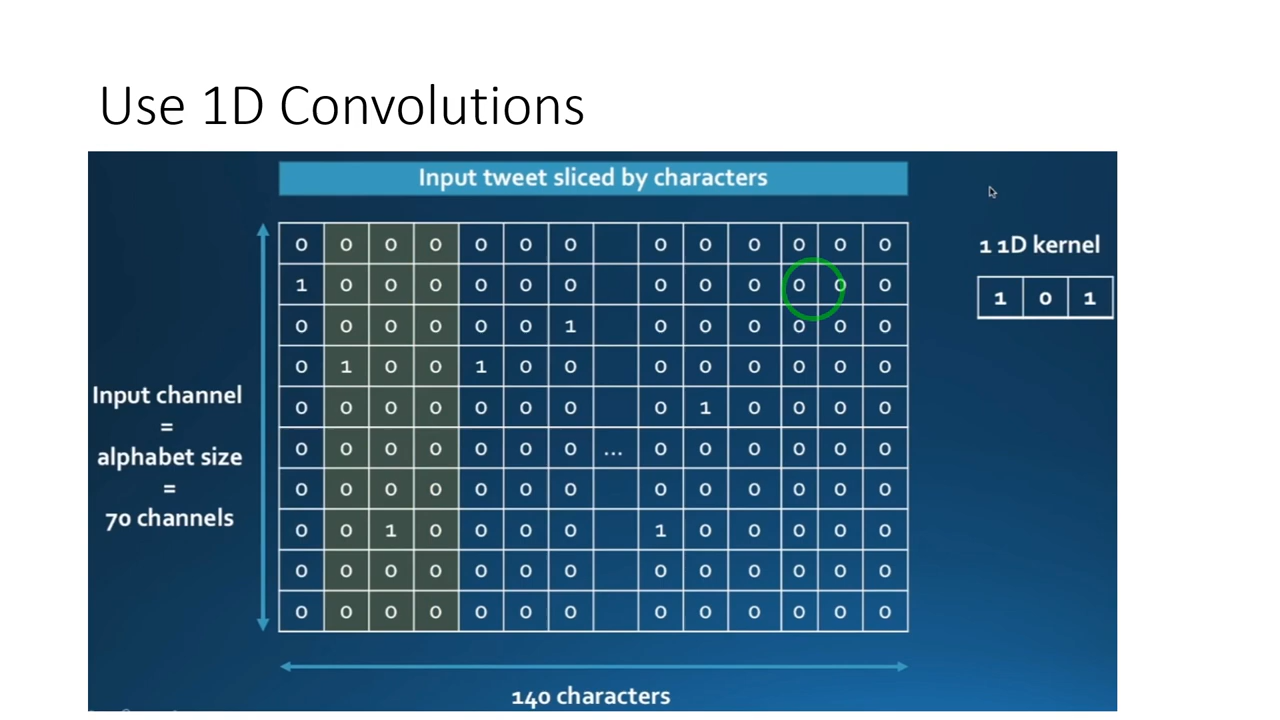 Use 1D Convolutions
Input tweet sliced by characters
0 0 0 0 0 0 0 0 0 0 0 0 0
1 0 0 0 0 0 0 0 0 0 0 0 0
0 0 0 0 0 0 1 0 0 0 0 0 0
0 1 0 0 1 0 0 0 0 0 0 0 0
0 0 0 0 0 0 0 0 1 0 0 0 0
0 0 0 0 0 0 0 ... 0 0 0 0 0 0
0 0 0 0 0 0 0 0 0 0 0 0 0
0 0 1 0 0 0 0 1 0 0 0 0 0
0 0 0 0 0 0 0 0 0 0 0 0 0
0 0 0 0 0 0 0 0 0 0 0 0 0
Input channel
=
alphabet size
=
70 channels
140 characters
1 1D kernel
1 0 1